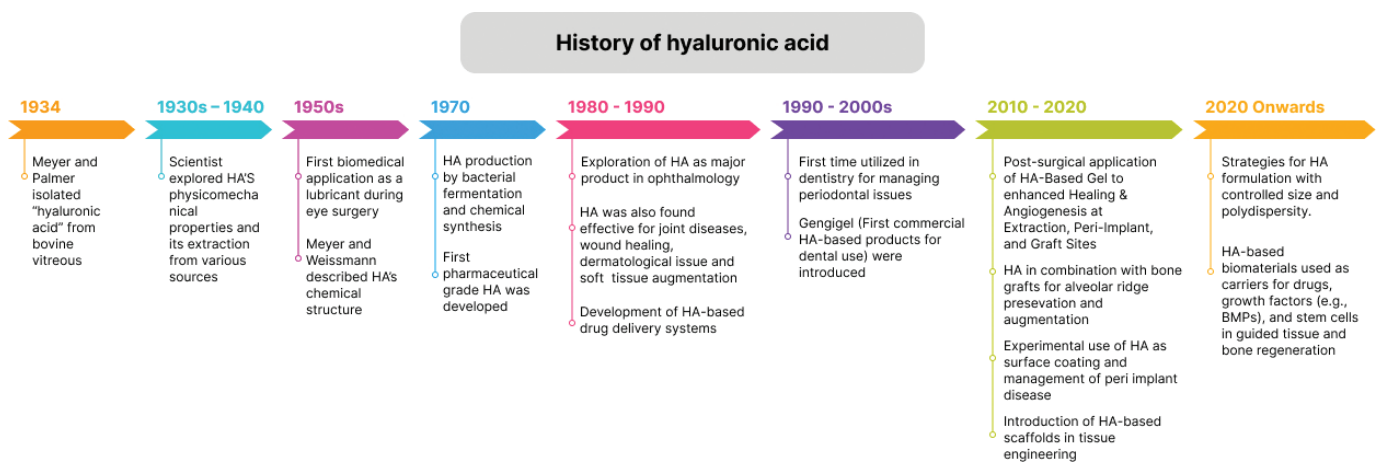 History of hyaluronic acid
1934
Meyer and
Palmer
isolated
“hyaluronic
acid” from
bovine
vitreous
1930s – 1940
Scientist
explored HA’S
physicomecha
nical
properties and
its extraction
from various
sources
1950s
First biomedical
application as a
lubricant during
eye surgery
Meyer and
Weissmann
described HA’s
chemical
structure
1970
HA production
by bacterial
fermentation
and chemical
synthesis
First
pharmaceutical
grade HA was
developed
1980 - 1990
Exploration of HA as major
product in ophthalmology
HA was also found
effective for joint diseases,
wound healing,
dermatological issue and
soft tissue augmentation
Development of HA-based
drug delivery systems
1990 - 2000s
First time utilized in
dentistry for managing
periodontal issues
Gengigel (First commercial
HA-based products for
dental use) were
introduced
2010 - 2020
Post-surgical application
of HA-Based Gel to
enhanced Healing &
Angiogenesis at
Extraction, Peri-Implant,
and Graft Sites
HA in combination with bone
grafts for alveolar ridge
presevation and
augmentation
Experimental use of HA as
surface coating and
management of peri implant
disease
Introduction of HA-based
scaffolds in tissue
engineering
2020 Onwards
Strategies for HA
formulation with
controlled size and
polydispersity.
HA-based
biomaterials used as
carriers for drugs,
growth factors (e.g.,
BMPs), and stem cells
in guided tissue and
bone regeneration